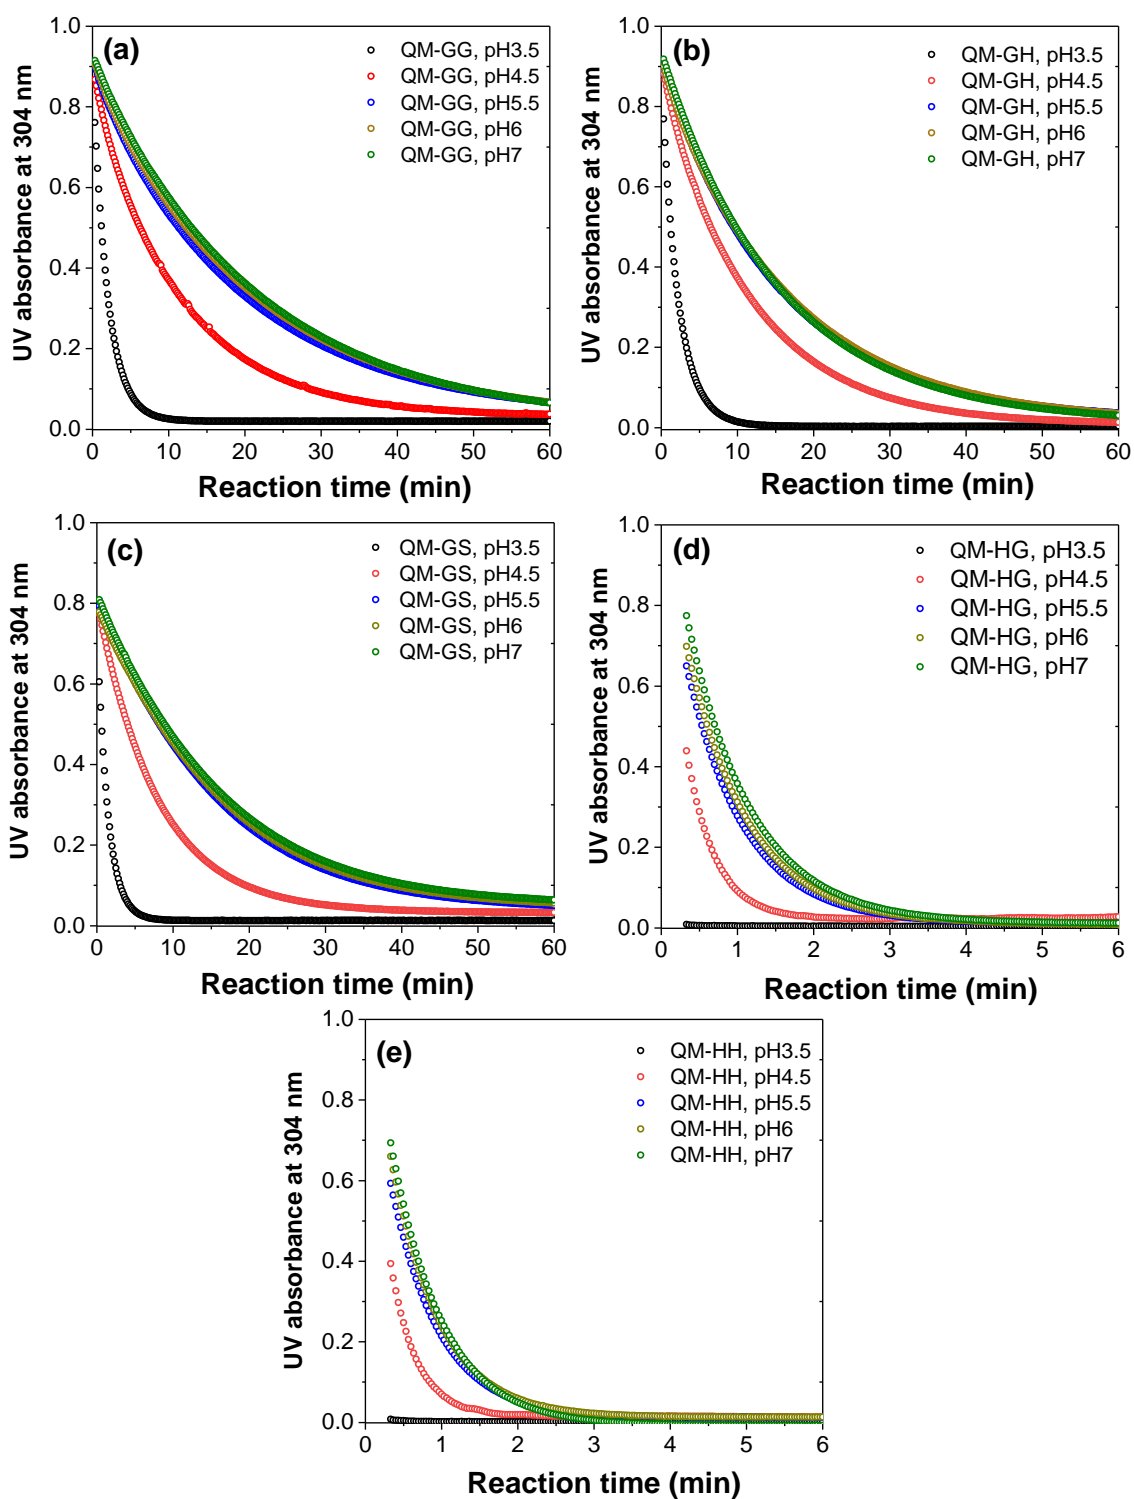 (a)
QM-GG, pH3.5
QM-GG, pH4.5
QM-GG, pH5.5
QM-GG, pH6
QM-GG, pH7
UV absorbance at 304 nm
1.0
0.8
0.6
0.4
0.2
0.0
0 10 20 30 40 50 60
Reaction time (min)
(b)
QM-GH, pH3.5
QM-GH, pH4.5
QM-GH, pH5.5
QM-GH, pH6
QM-GH, pH7
UV absorbance at 304 nm
1.0
0.8
0.6
0.4
0.2
0.0
0 10 20 30 40 50 60
Reaction time (min)
(c)
QM-GS, pH3.5
QM-GS, pH4.5
QM-GS, pH5.5
QM-GS, pH6
QM-GS, pH7
UV absorbance at 304 nm
1.0
0.8
0.6
0.4
0.2
0.0
0 10 20 30 40 50 60
Reaction time (min)
(d)
QM-HG, pH3.5
QM-HG, pH4.5
QM-HG, pH5.5
QM-HG, pH6
QM-HG, pH7
UV absorbance at 304 nm
1.0
0.8
0.6
0.4
0.2
0.0
0 1 2 3 4 5 6
Reaction time (min)
(e)
QM-HH, pH3.5
QM-HH, pH4.5
QM-HH, pH5.5
QM-HH, pH6
QM-HH, pH7
UV absorbance at 304 nm
1.0
0.8
0.6
0.4
0.2
0.0
0 1 2 3 4 5 6
Reaction time (min)